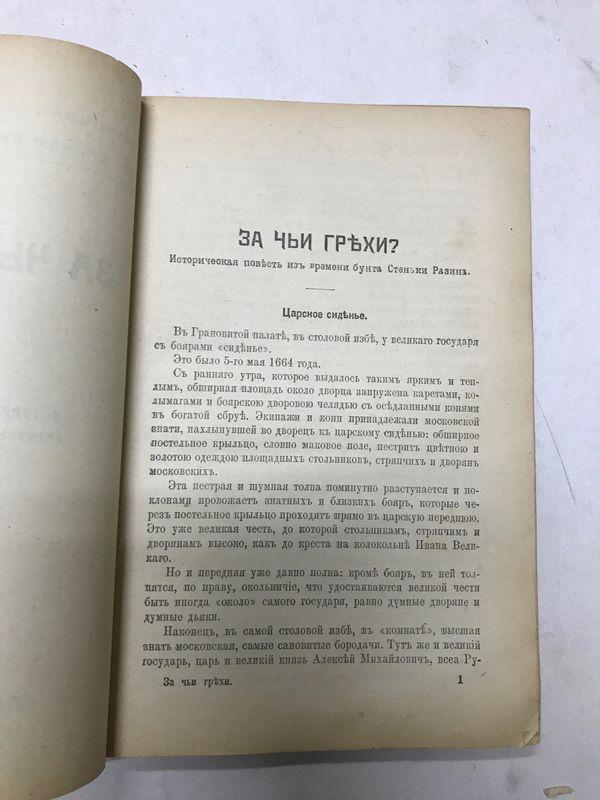 ЗА ЧЬИ ГРѢХИ?
Историческая повѣсть изъ времени бунта Стеньки Разина.
Царское сидѣнье.
Въ Грановитой палатѣ, въ столовой избѣ, у великаго государя
съ боярами «сидѣнье».
Это было 5-го мая 1664 года.
Съ ранняго утра, которое выдалось такимъ яркимъ и теп-
лымъ, обширная площадь около дворца запружена каретами, ко-
лымагами и боярскою дворовою челядью съ осѣдланными конями
въ богатой сбруѣ. Экипажи и кони принадлежали московской
знати, нахлынувшей во дворецъ къ царскому сидѣнью: обширное
постельное крыльцо, словно маковое поле, пестритъ цвѣтною и
золотою одеждою площадныхъ стольниковъ, стряпчихъ и дворянъ
московскихъ.
Эта пестрая и шумная толпа поминутно разступается и по-
клонами провожаетъ знатныхъ и близкихъ бояръ, которые че-
резъ постельное крыльцо проходятъ прямо въ царскую переднюю.
Это уже великая честь, до которой стольникамъ, стряпчимъ и
дворянамъ высоко, какъ до креста на колокольнѣ Ивана Вели-
каго.
Но и передняя уже давно полна: кромѣ бояръ, въ ней тол-
пятся, по праву, окольничіе, что удостаиваются великой чести
быть иногда «около» самого государя, равно думные дворяне и
думные дьяки.
Наконецъ, въ самой столовой избѣ, въ «комнатѣ», высшая
знать московская, самые сановитые бородачи. Тутъ же и великій
государь, царь и великій князь Алексѣй Михайловичъ, всеа Ру-
За чьи грѣхи. 1